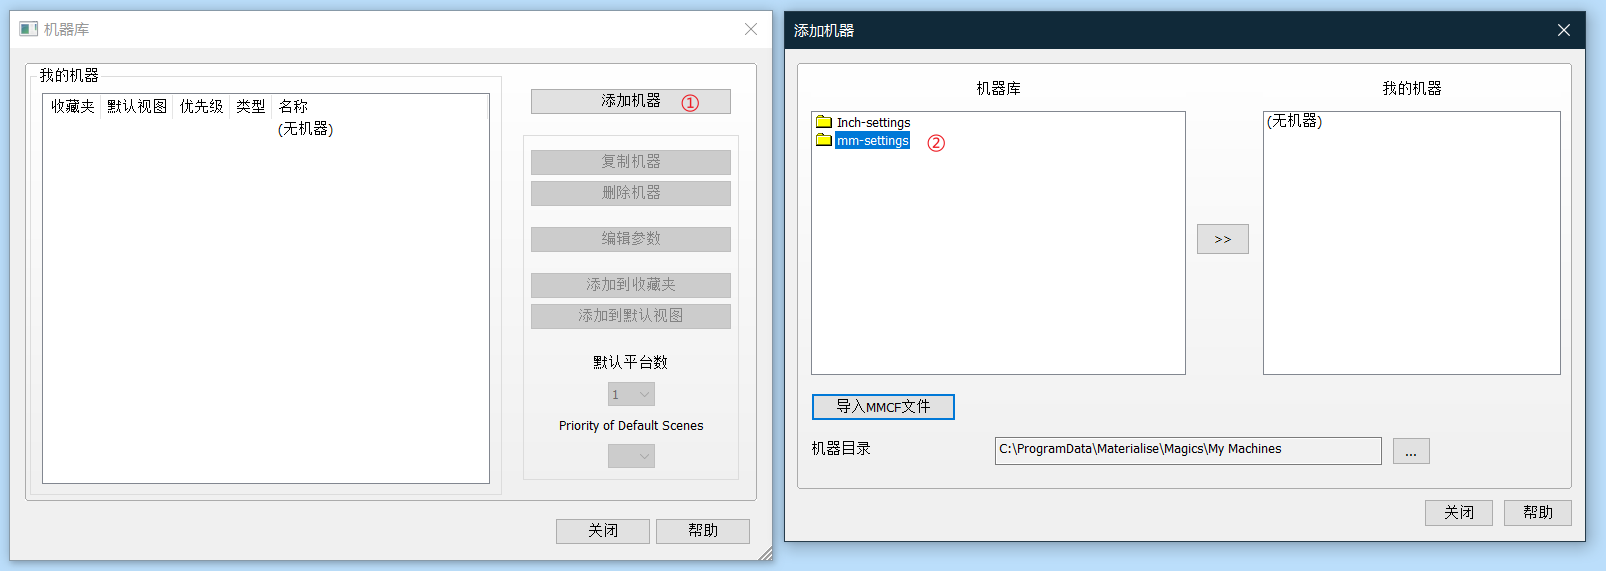 机器库
我的机器
收藏夹 默认视图 优先级 类型 名称
(无机器)
添加机器 ①
复制机器
删除机器
编辑参数
添加到收藏夹
添加到默认视图
默认平台数
1
Priority of Default Scenes
关闭 帮助
添加机器
机器库
我的机器
Inch-settings
mm-settings ②
(无机器)
>>
导入MMCF文件
机器目录 C:\ProgramData\Materialise\Magics\My Machines ...
关闭 帮助